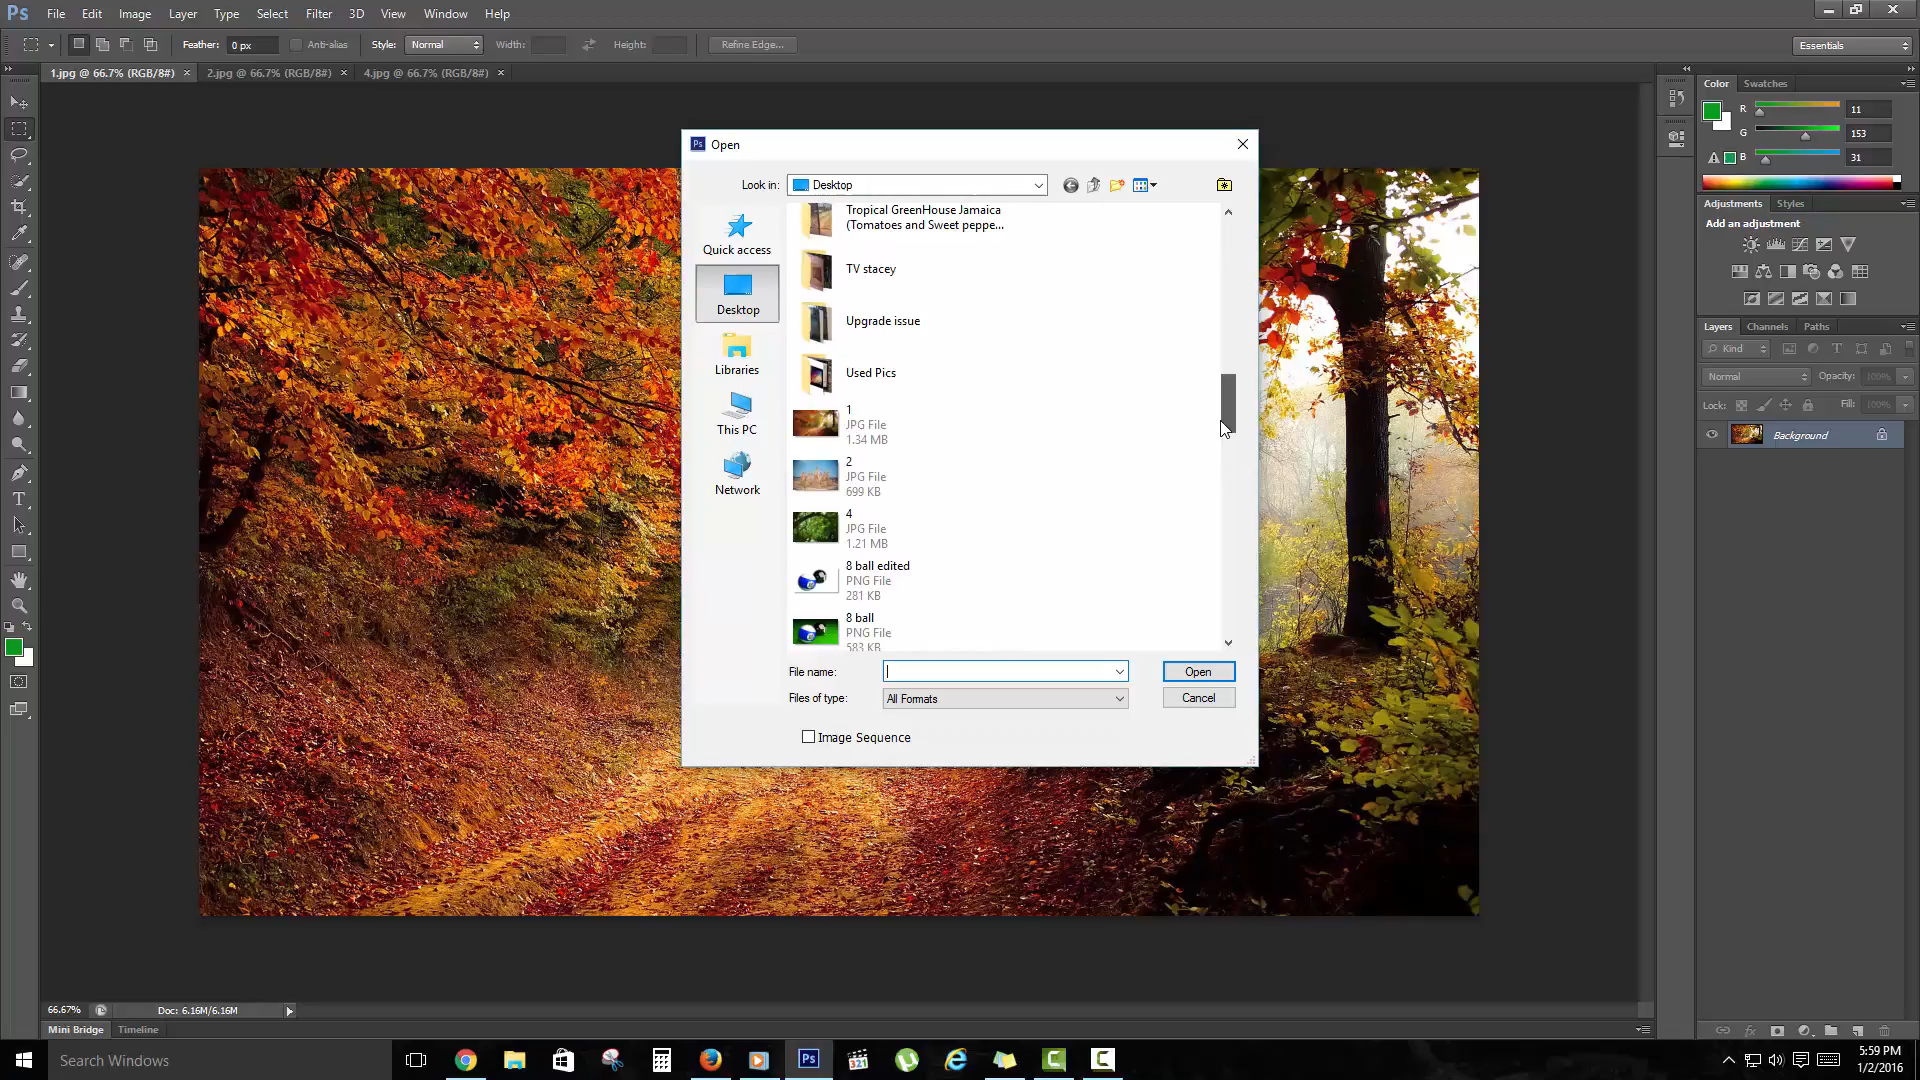 Ps File Edit Image Layer Type Select Filter 3D View Window Help
Feather: 0 px Anti-alias Style: Normal Width: Height: Refine Edge... Essentials
1.jpg @ 66.7% (RGB/8#) × 2.jpg @ 66.7% (RGB/8#) × 4.jpg @ 66.7% (RGB/8#) ×
Color Swatches
R 11
G 153
B 31
Adjustments Styles
Add an adjustment
Layers Channels Paths
Kind
Normal Opacity: 100%
Lock: Fill: 100%
Background
Ps Open
Look in: Desktop
Quick access
Desktop
Libraries
This PC
Network
Tropical GreenHouse Jamaica
(Tomatoes and Sweet peppe...
TV stacey
Upgrade issue
Used Pics
1
JPG File
1.34 MB
2
JPG File
699 KB
4
JPG File
1.21 MB
8 ball edited
PNG File
281 KB
8 ball
PNG File
583 KB
File name: Open
Files of type: All Formats Cancel
Image Sequence
66.67% Doc: 6.16M/6.16M
Mini Bridge Timeline
Search Windows
Ps
321
5:59 PM
1/2/2016